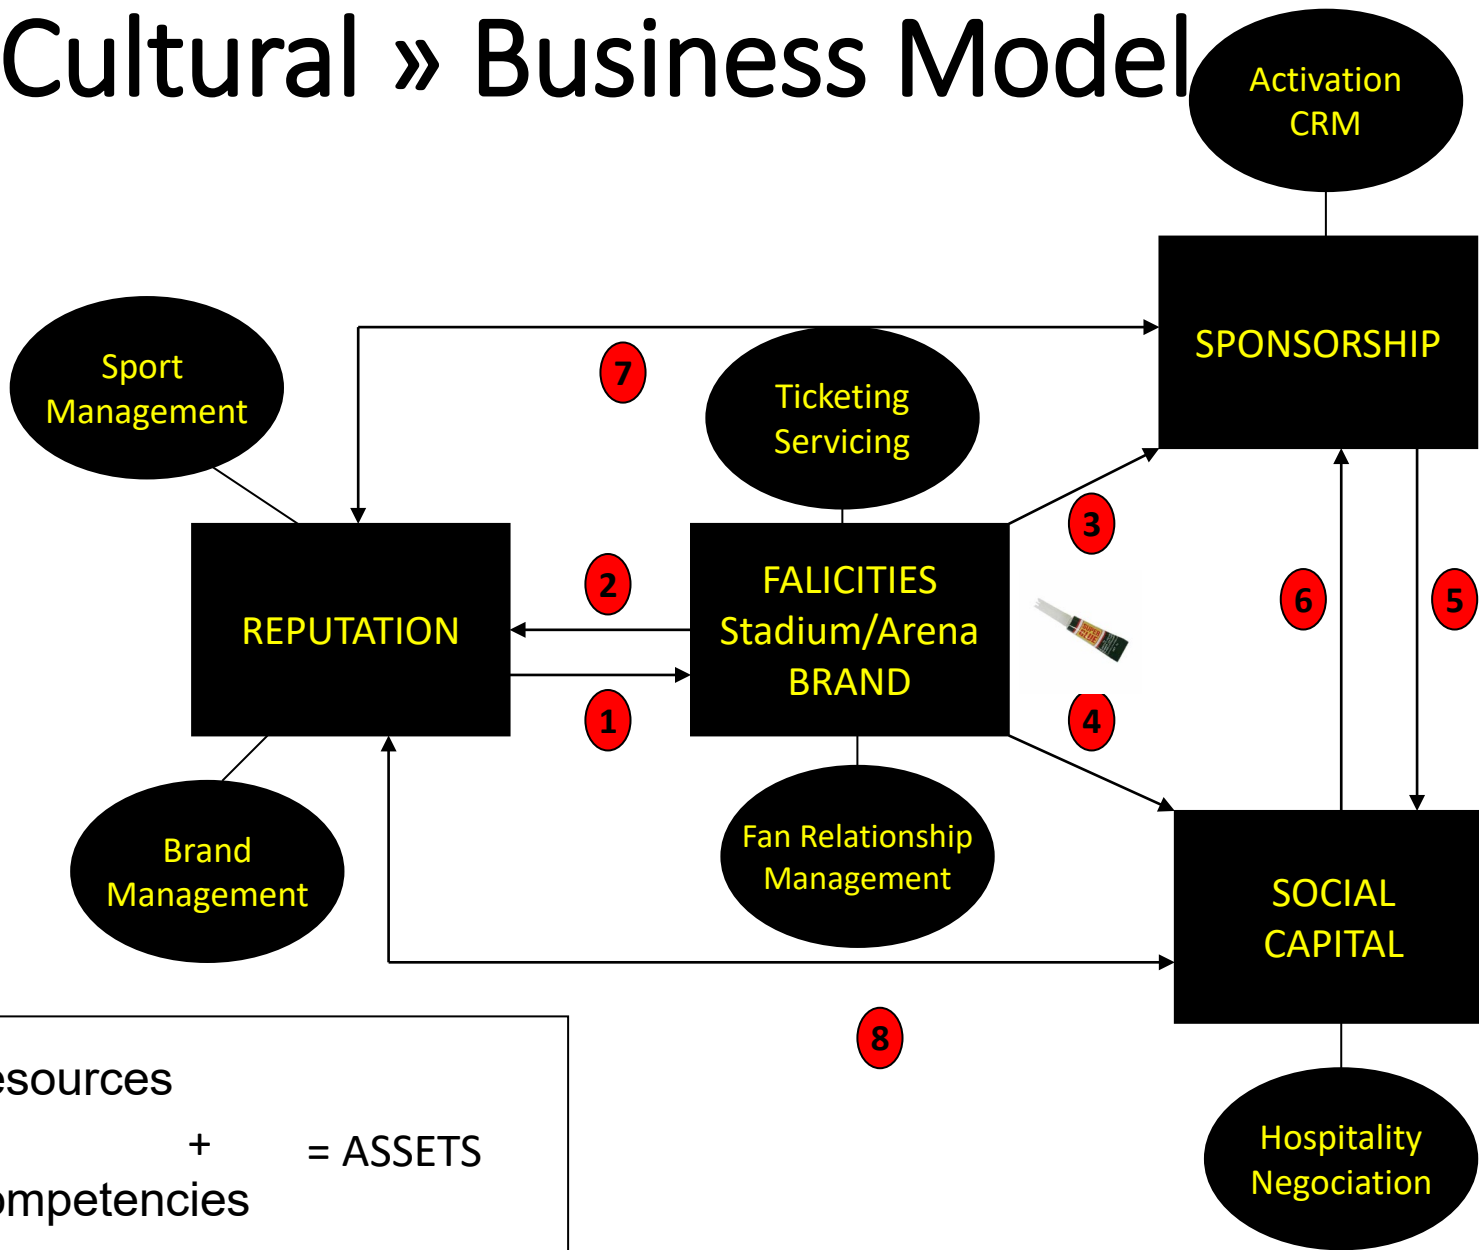 Cultural » Business Model
Activation
CRM
SPONSORSHIP
Sport
Management
7
Ticketing
Servicing
3
2
FALICITIES
Stadium/Arena
BRAND
REPUTATION
6
5
1
4
Brand
Management
Fan Relationship
Management
SOCIAL
CAPITAL
8
esources
+
= ASSETS
ompetencies
Hospitality
Negociation